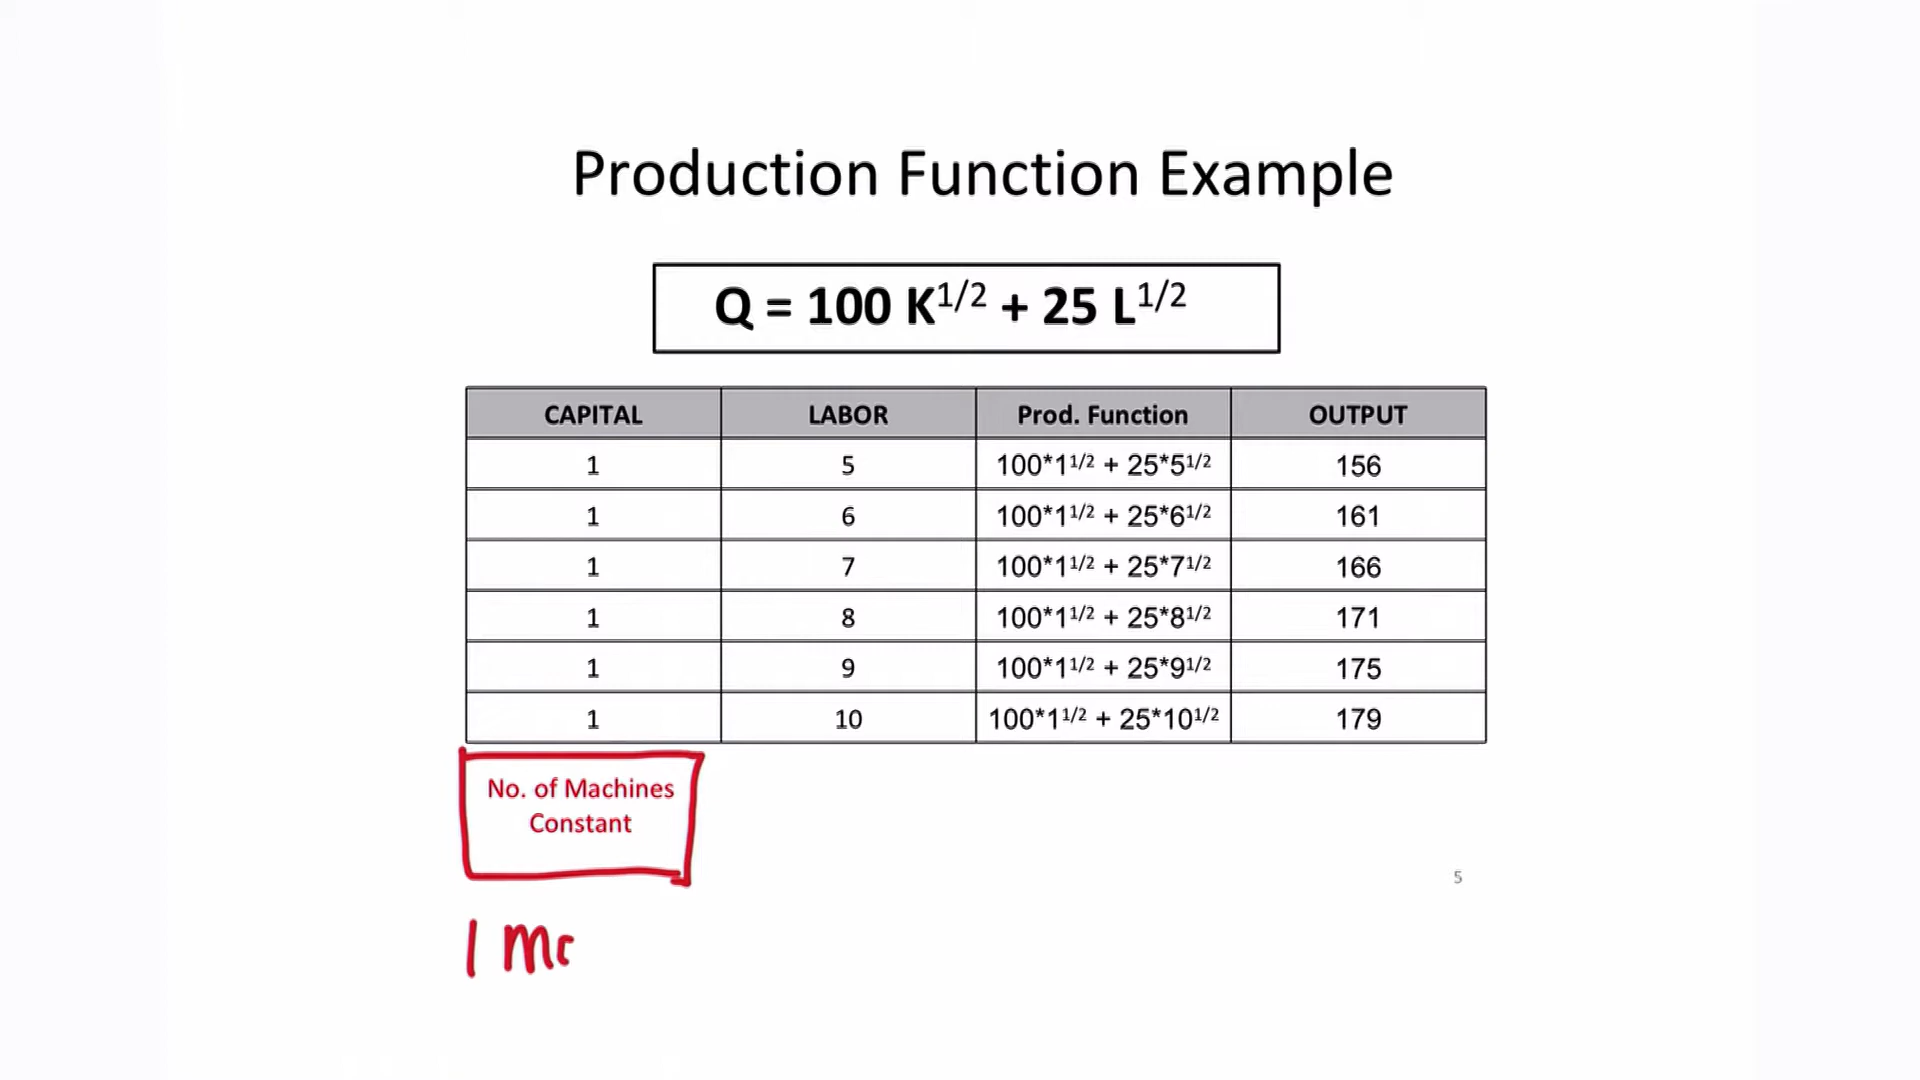 Production Function Example
Q = 100 K^1/2 + 25 L^1/2
CAPITAL LABOR Prod. Function OUTPUT
1 5 100*1^1/2 + 25*5^1/2 156
1 6 100*1^1/2 + 25*6^1/2 161
1 7 100*1^1/2 + 25*7^1/2 166
1 8 100*1^1/2 + 25*8^1/2 171
1 9 100*1^1/2 + 25*9^1/2 175
1 10 100*1^1/2 + 25*10^1/2 179
No. of Machines
Constant
5
1